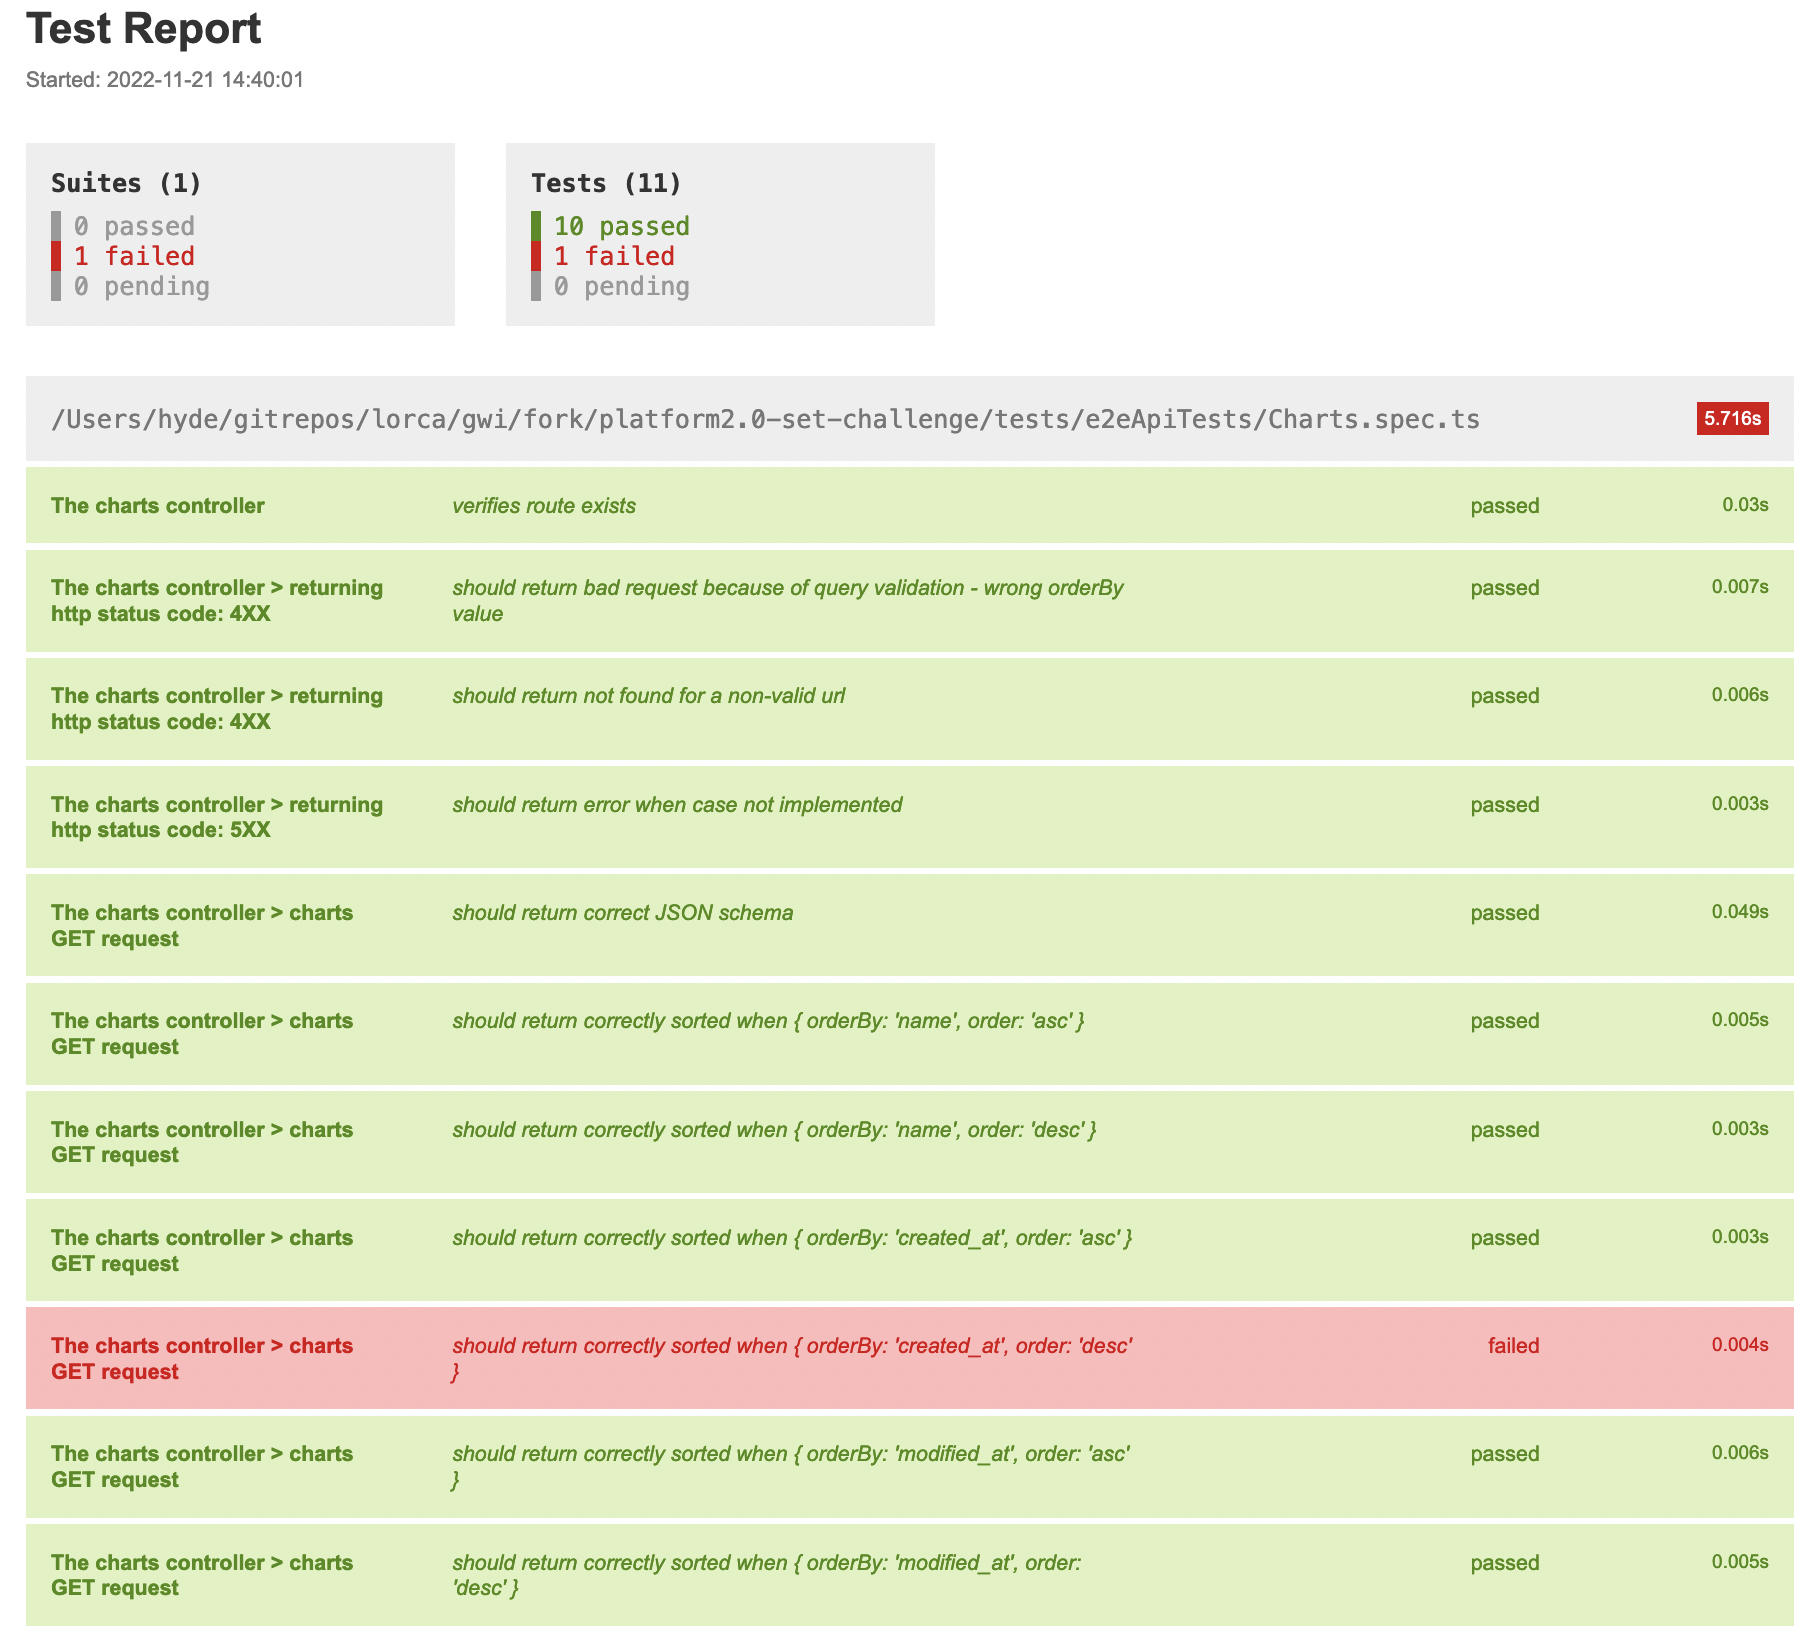 Test Report
Started: 2022-11-21 14:40:01
Suites (1)
0 passed
1 failed
0 pending
Tests (11)
10 passed
1 failed
0 pending
/Users/hyde/gitrepos/lorca/gwi/fork/platform2.0-set-challenge/tests/e2eApiTests/Charts.spec.ts 5.716s
The charts controller verifies route exists passed 0.03s
The charts controller > returning should return bad request because of query validation - wrong orderBy passed 0.007s
http status code: 4XX value
The charts controller > returning should return not found for a non-valid url passed 0.006s
http status code: 4XX
The charts controller > returning should return error when case not implemented passed 0.003s
http status code: 5XX
The charts controller > charts should return correct JSON schema passed 0.049s
GET request
The charts controller > charts should return correctly sorted when { orderBy: 'name', order: 'asc' } passed 0.005s
GET request
The charts controller > charts should return correctly sorted when { orderBy: 'name', order: 'desc' } passed 0.003s
GET request
The charts controller > charts should return correctly sorted when { orderBy: 'created_at', order: 'asc' } passed 0.003s
GET request
The charts controller > charts should return correctly sorted when { orderBy: 'created_at', order: 'desc' failed 0.004s
GET request }
The charts controller > charts should return correctly sorted when { orderBy: 'modified_at', order: 'asc' passed 0.006s
GET request }
The charts controller > charts should return correctly sorted when { orderBy: 'modified_at', order: passed 0.005s
GET request 'desc' }